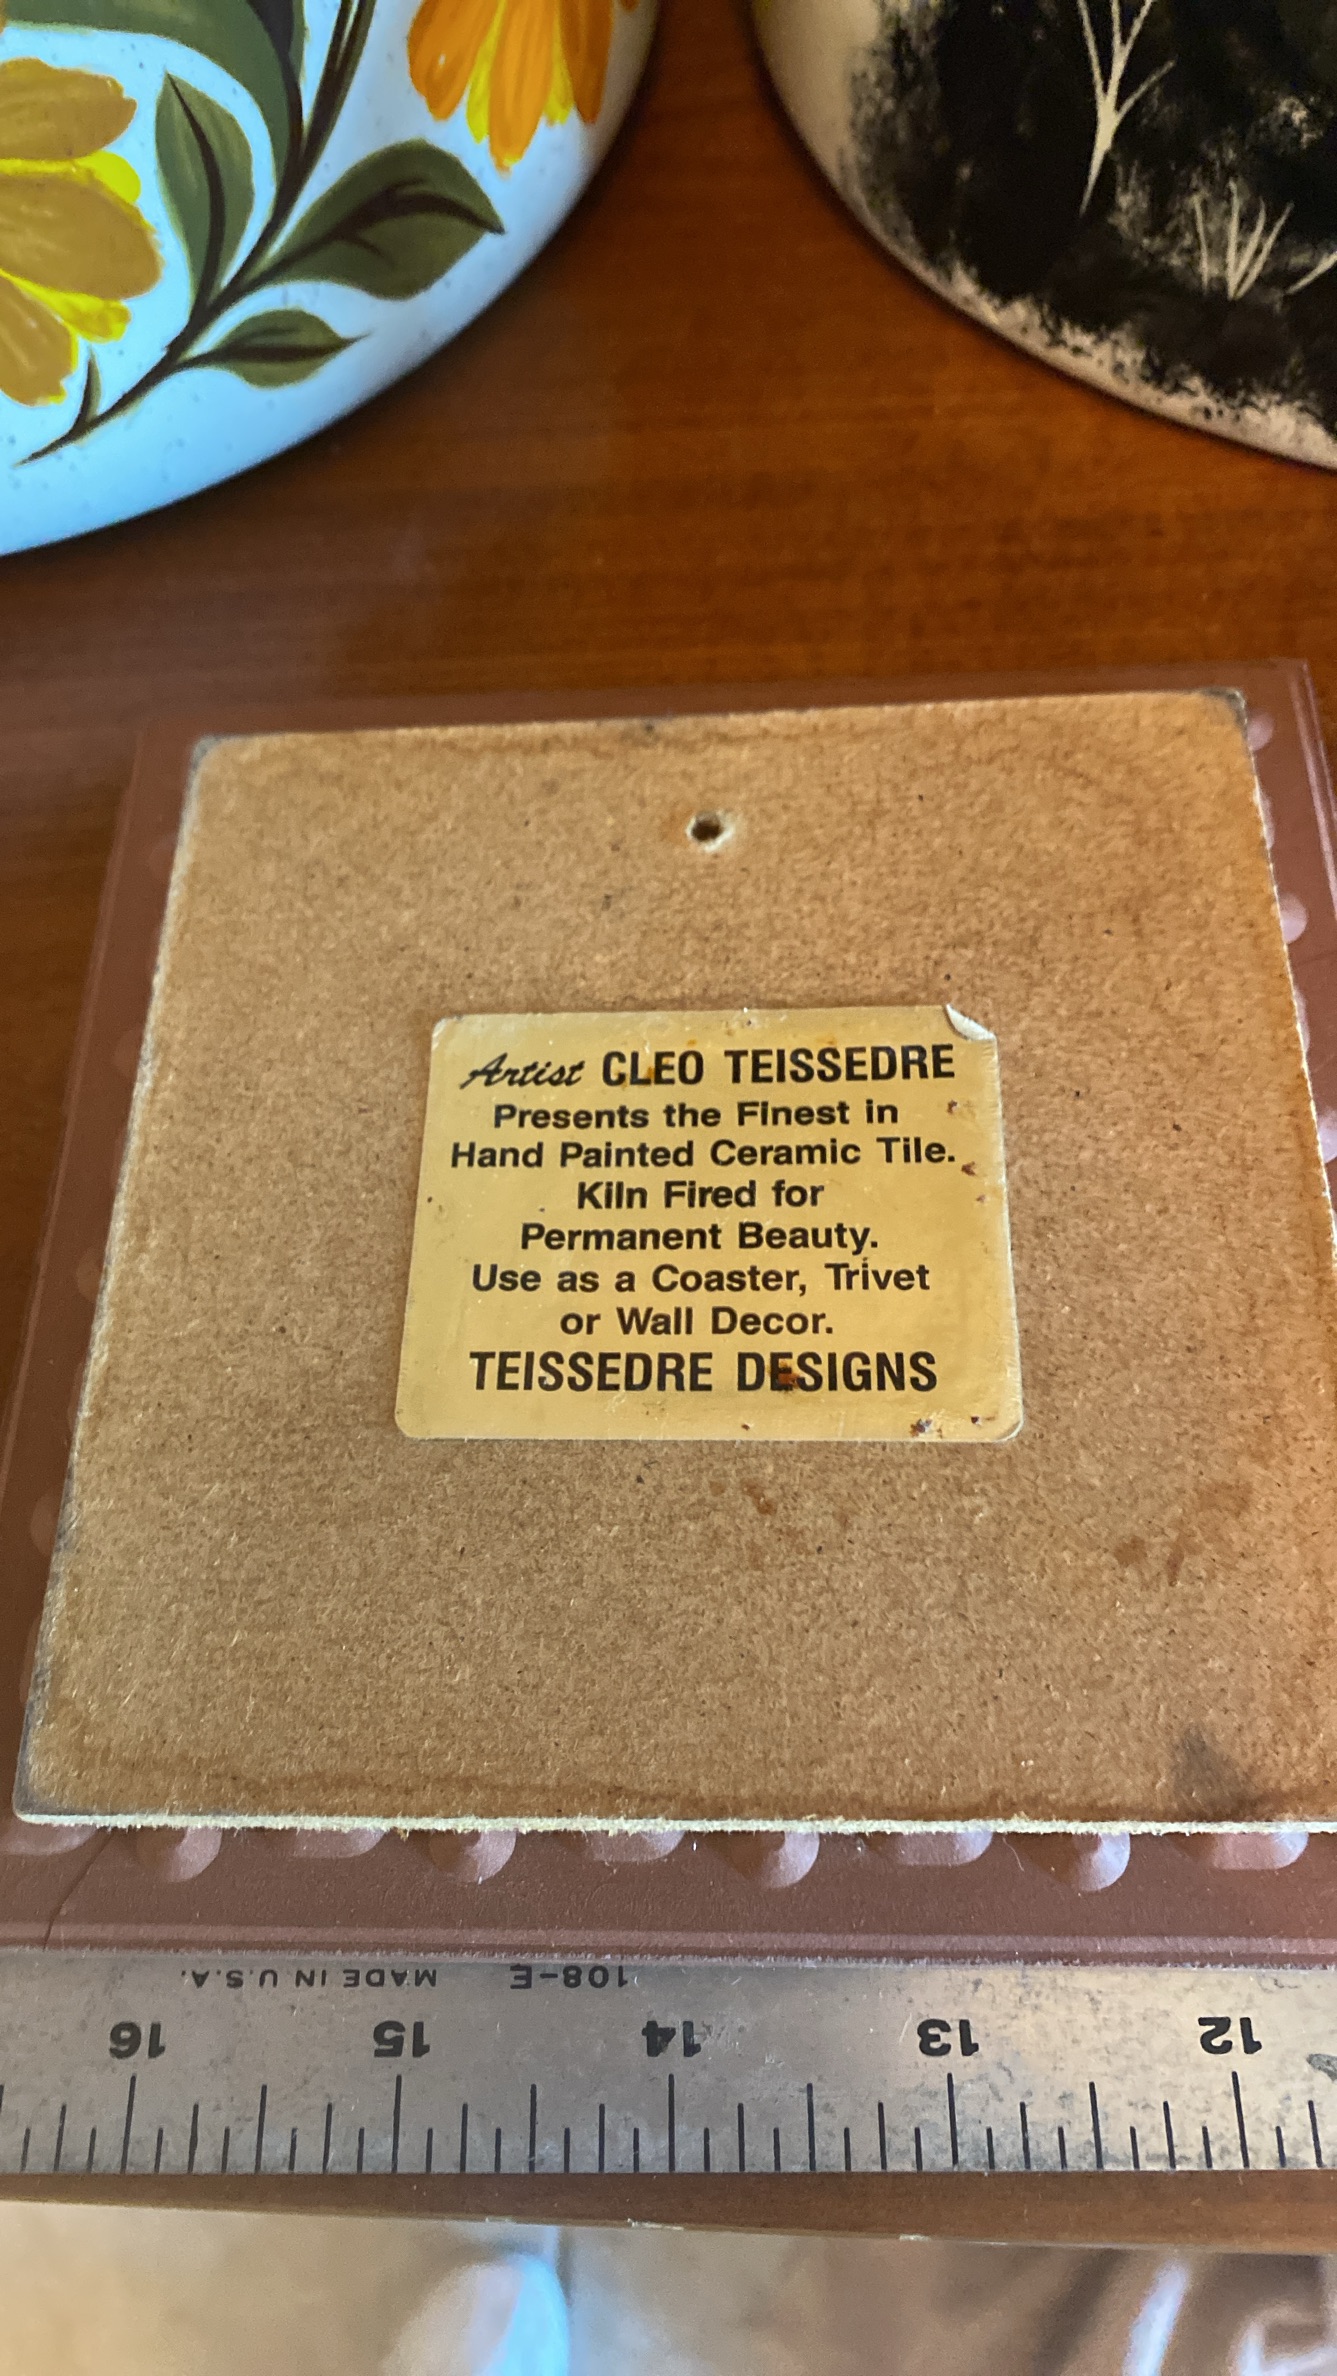 Artist CLEO TEISSEDRE
Presents the Finest in
Hand Painted Ceramic Tile.
Kiln Fired for
Permanent Beauty.
Use as a Coaster, Trivet
or Wall Decor.
TEISSEDRE DESIGNS
108-E MADE IN U.S.A.
12 13 14 15 16